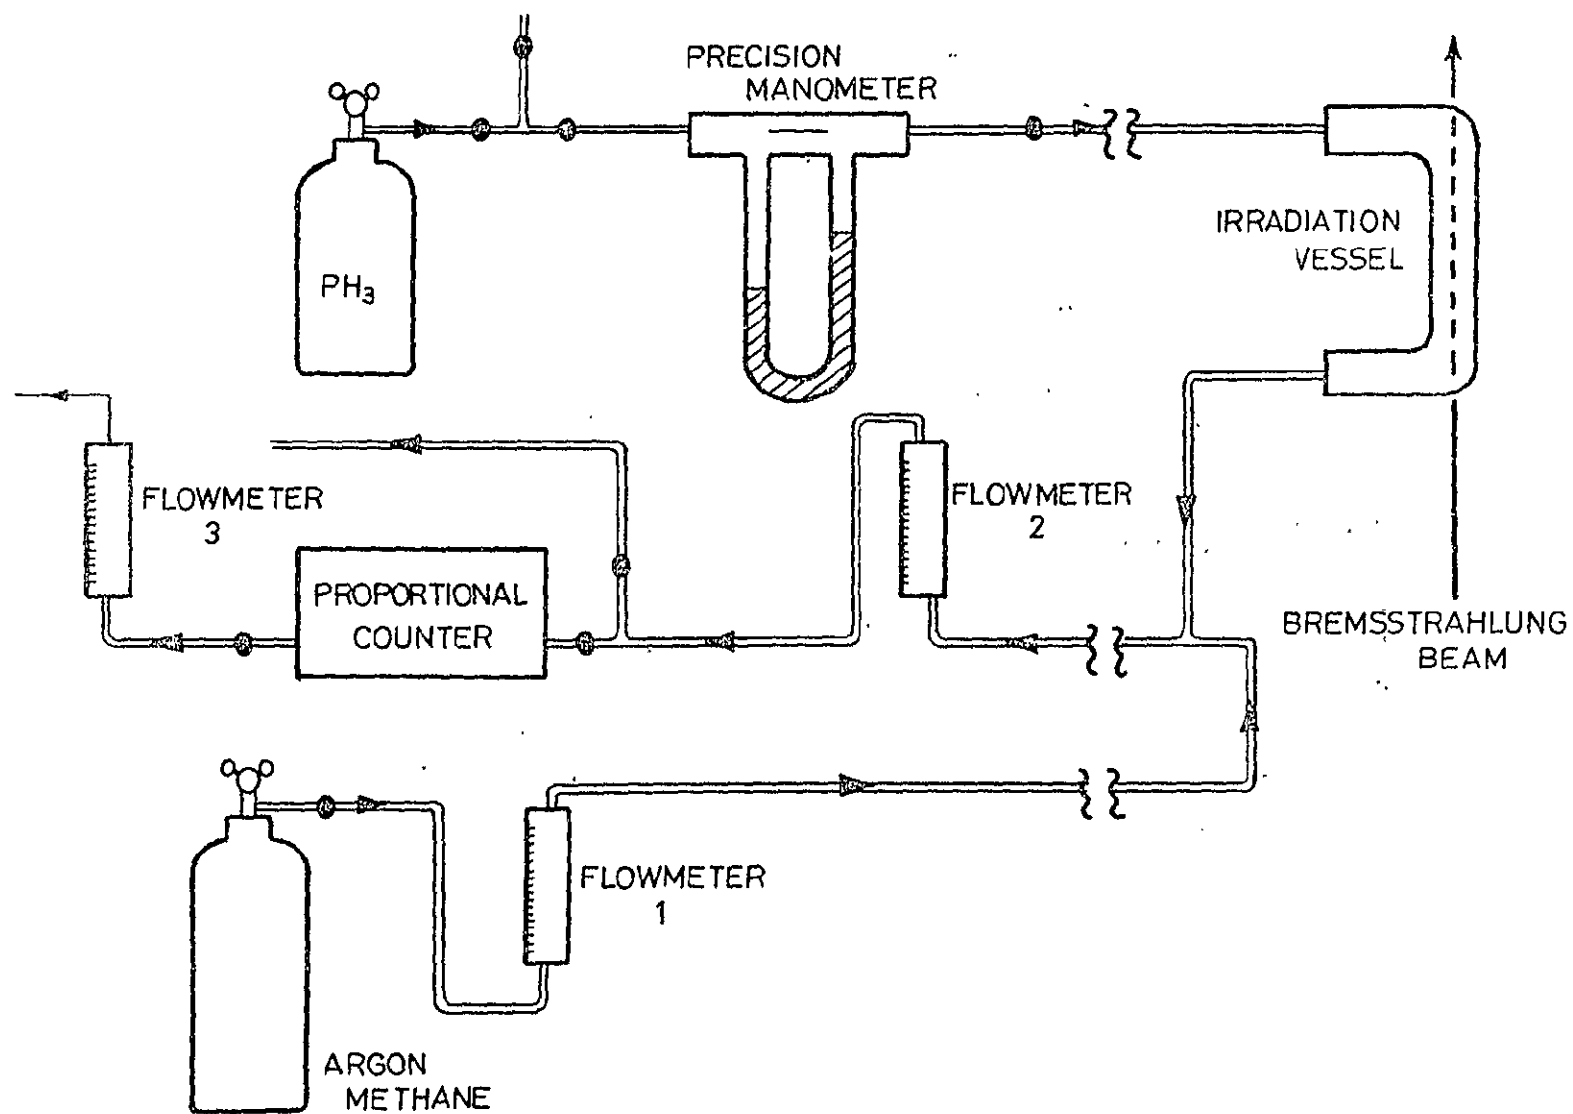 PRECISION
MANOMETER
PH₃
IRRADIATION
VESSEL
FLOWMETER
3
FLOWMETER
2
PROPORTIONAL
COUNTER
BREMSSTRAHLUNG
BEAM
FLOWMETER
1
ARGON
METHANE